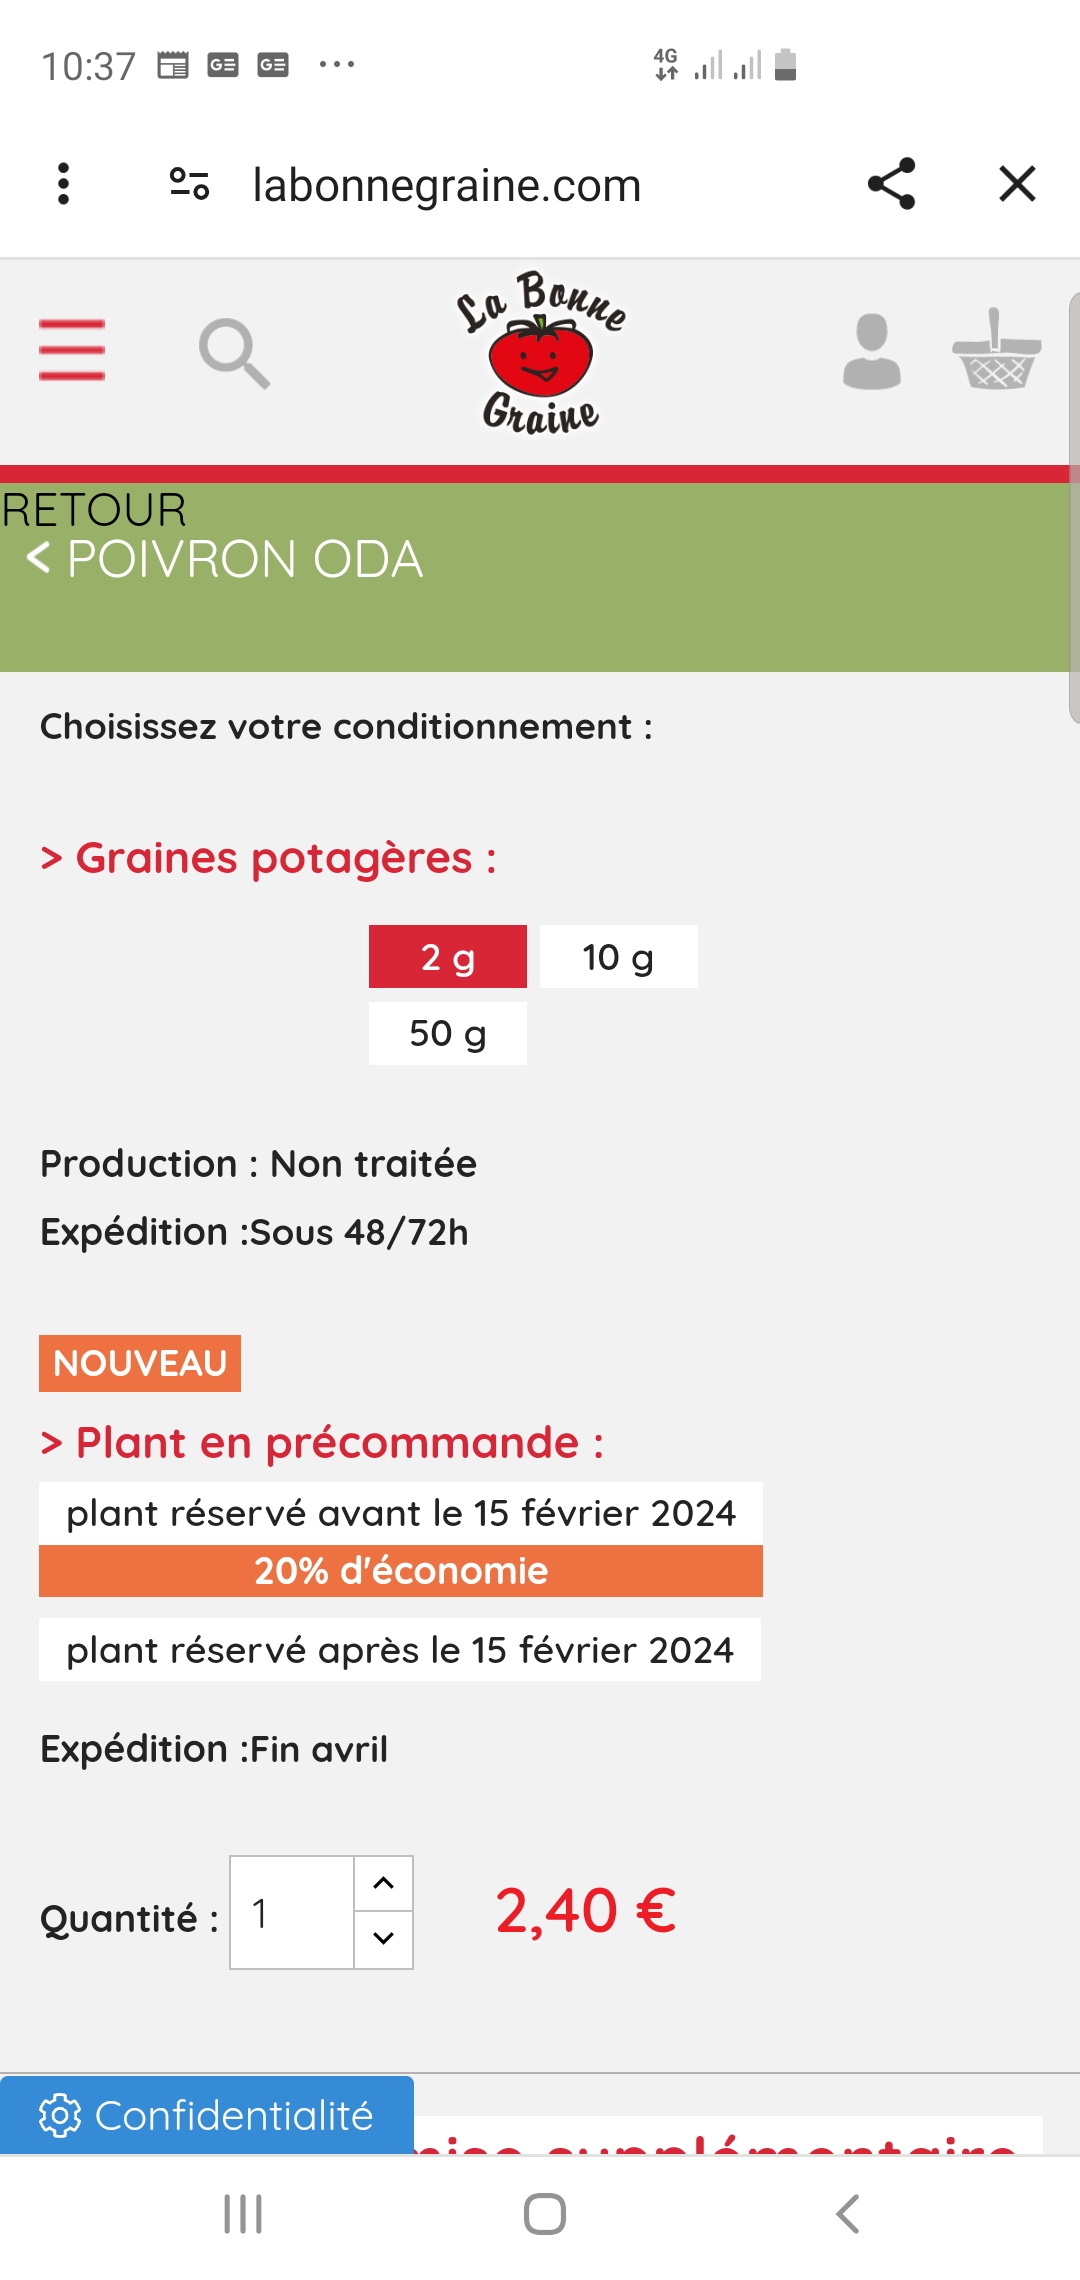 10:37
4G
labonnegraine.com
La Bonne
Graine
RETOUR
< POIVRON ODA
Choisissez votre conditionnement :
> Graines potagères :
2 g
10 g
50 g
Production : Non traitée
Expédition :Sous 48/72h
NOUVEAU
> Plant en précommande :
plant réservé avant le 15 février 2024
20% d'économie
plant réservé après le 15 février 2024
Expédition :Fin avril
Quantité :
1
2,40 €
Confidentialité
supplémentaire